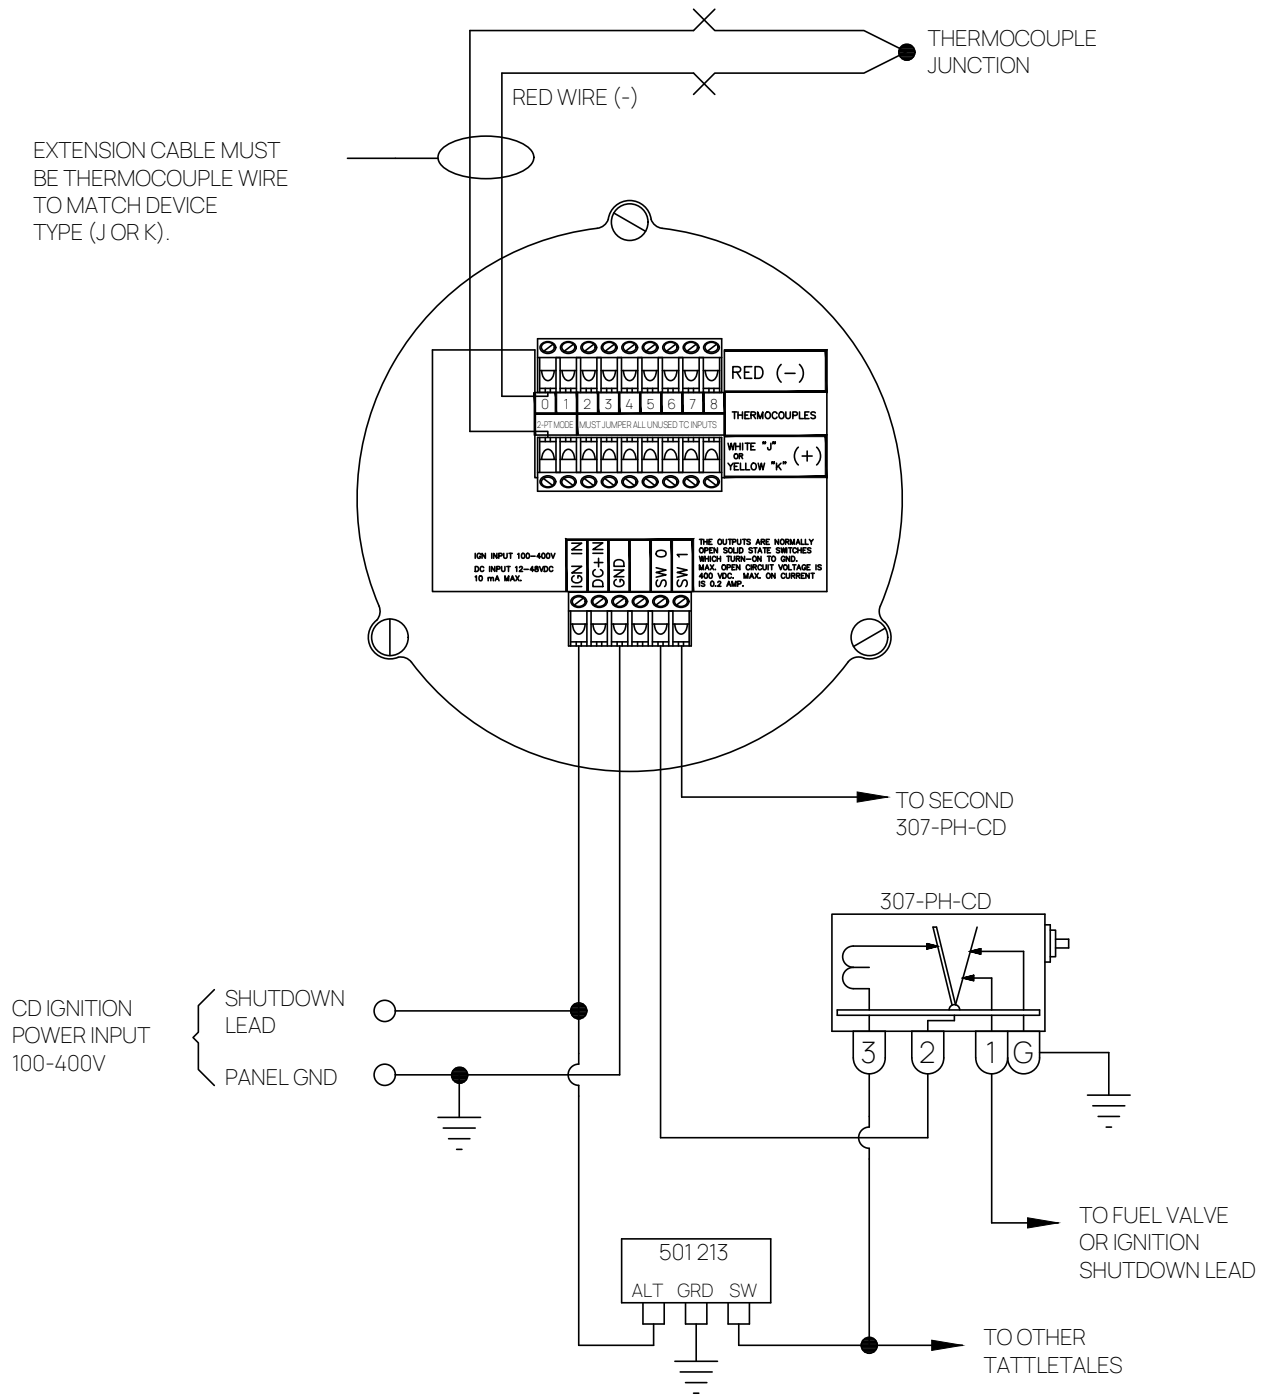 THERMOCOUPLE
JUNCTION
RED WIRE (-)
EXTENSION CABLE MUST
BE THERMOCOUPLE WIRE
TO MATCH DEVICE
TYPE (J OR K).
RED (-)
0 1 2 3 4 5 6 7 8
THERMOCOUPLES
2-PT MODE MUST JUMPER ALL UNUSED TC INPUTS
WHITE "J"
OR
YELLOW "K" (+)
IGN INPUT 100-400V
DC INPUT 12-48VDC
10 mA MAX.
IGN IN
DC+IN
GND
SW 0
SW 1
THE OUTPUTS ARE NORMALLY
OPEN SOLID STATE SWITCHES
WHICH TURN-ON TO GND.
MAX. OPEN CIRCUIT VOLTAGE IS
400 VDC. MAX. ON CURRENT
IS 0.2 AMP.
TO SECOND
307-PH-CD
307-PH-CD
3 2 1 G
CD IGNITION
POWER INPUT
100-400V
SHUTDOWN
LEAD
PANEL GND
TO FUEL VALVE
OR IGNITION
SHUTDOWN LEAD
501 213
ALT GRD SW
TO OTHER
TATTLETALES